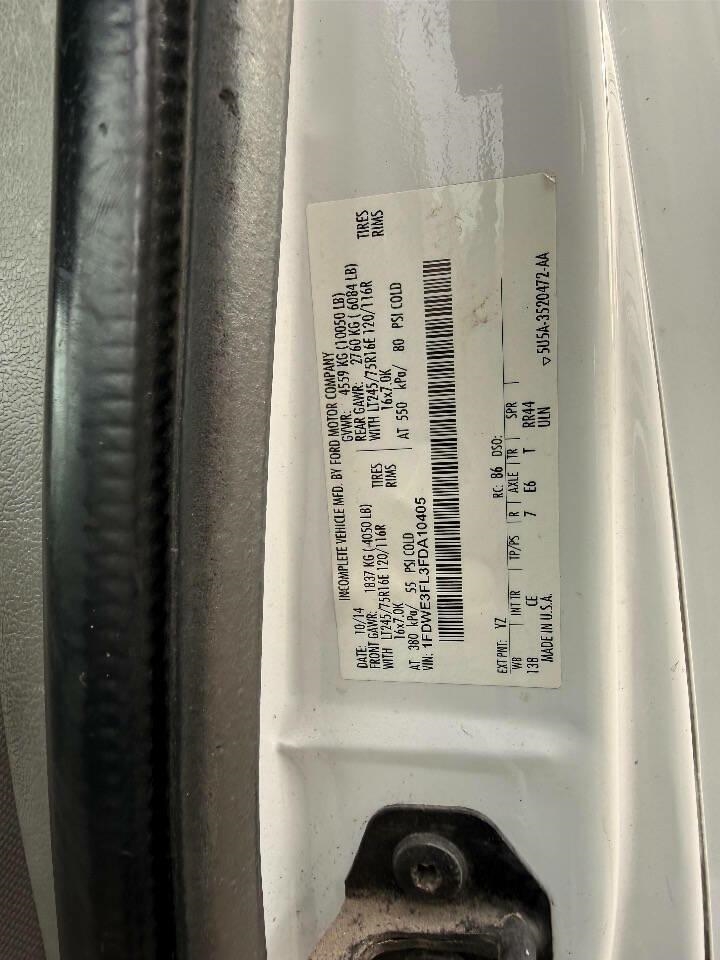 INCOMPLETE VEHICLE MFD. BY FORD MOTOR COMPANY
DATE: 10/14 GVWR: 4559 KG (10050 LB)
FRONT GAWR: 1837 KG (4050 LB) REAR GAWR: 2760 KG ( 6084 LB)
WITH LT245/75R16E 120/116R TIRES WITH LT245/75R16E 120/116R TIRES
16x7.0K RIMS 16x7.0K RIMS
AT 380 kPa/ 55 PSI COLD AT 550 kPa/ 80 PSI COLD
VIN: 1FDWE3FL3FDA10405
EXT PNT: YZ RC: 86 DSO:
WB INT TR TP/PS R AXLE TR SPR
138 CE 7 E6 T RR44
MADE IN U.S.A. ULN
▽5U5A-3520472-AA